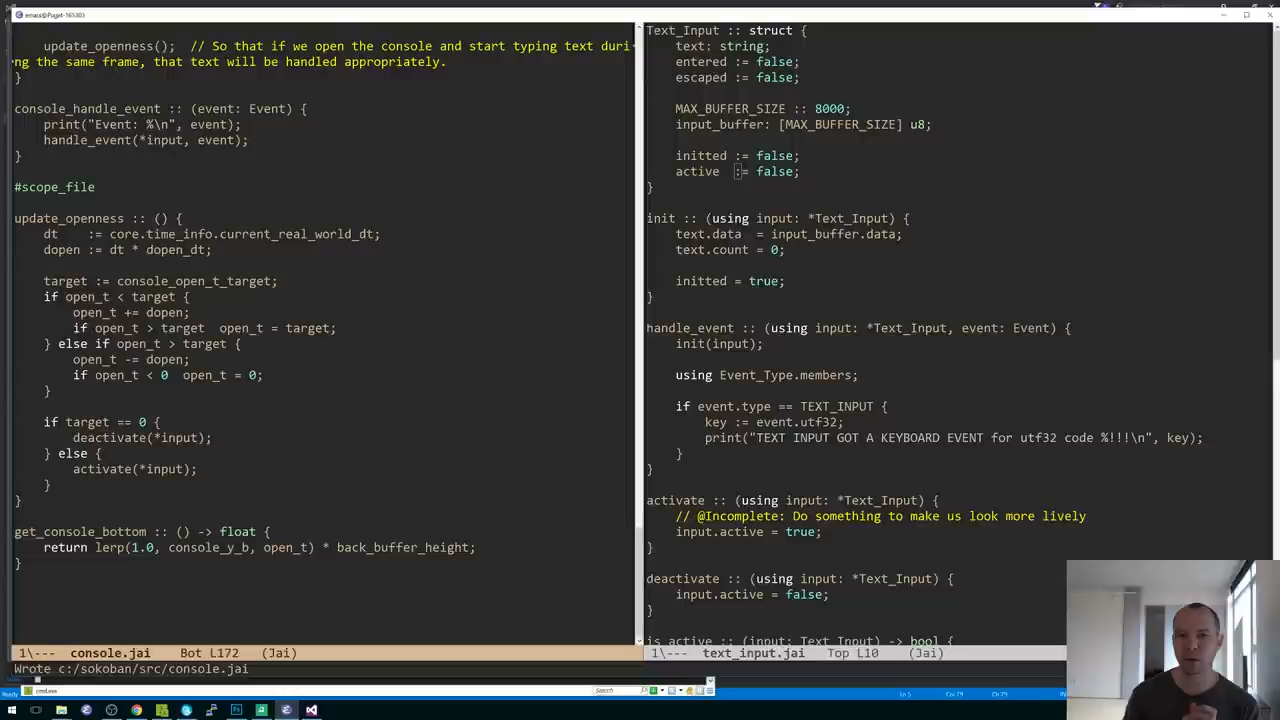 emacs@Puget-165303
update_openness();  // So that if we open the console and start typing text duri
ng the same frame, that text will be handled appropriately.
}
console_handle_event :: (event: Event) {
print("Event: %\n", event);
handle_event(*input, event);
}
#scope_file
update_openness :: () {
dt    := core.time_info.current_real_world_dt;
dopen := dt * dopen_dt;
target := console_open_t_target;
if open_t < target {
open_t += dopen;
if open_t > target  open_t = target;
} else if open_t > target {
open_t -= dopen;
if open_t < 0  open_t = 0;
}
if target == 0 {
deactivate(*input);
} else {
activate(*input);
}
}
get_console_bottom :: () -> float {
return lerp(1.0, console_y_b, open_t) * back_buffer_height;
}
1\---  console.jai    Bot L172   (Jai)
Wrote c:/sokoban/src/console.jai
Text_Input :: struct {
text: string;
entered := false;
escaped := false;
MAX_BUFFER_SIZE :: 8000;
input_buffer: [MAX_BUFFER_SIZE] u8;
initted := false;
active  := false;
}
init :: (using input: *Text_Input) {
text.data  = input_buffer.data;
text.count = 0;
initted = true;
}
handle_event :: (using input: *Text_Input, event: Event) {
init(input);
using Event_Type.members;
if event.type == TEXT_INPUT {
key := event.utf32;
print("TEXT INPUT GOT A KEYBOARD EVENT for utf32 code %!!!\n", key);
}
}
activate :: (using input: *Text_Input) {
// @Incomplete: Do something to make us look more lively
input.active = true;
}
deactivate :: (using input: *Text_Input) {
input.active = false;
}
is_active :: (input: Text_Input) -> bool {
1\---  text_input.jai   Top L10   (Jai)
cmd.exe
Search
Ready
Ln 5
Col 79
Ch 79